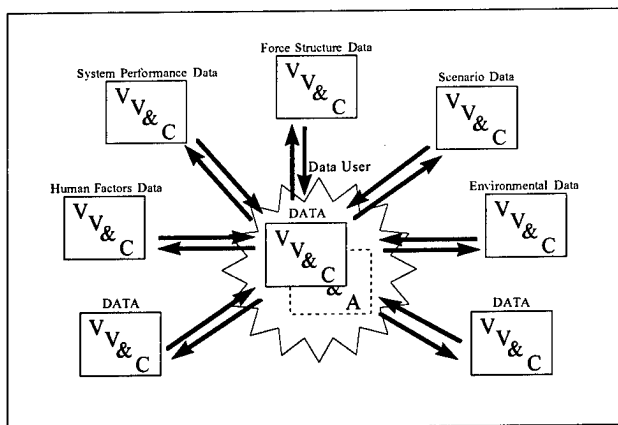 Force Structure Data
V V & C
System Performance Data
V V & C
Scenario Data
V V & C
Data User
Human Factors Data
V V & C
Environmental Data
V V & C
DATA
V V & C
& A
DATA
V V & C
DATA
V V & C